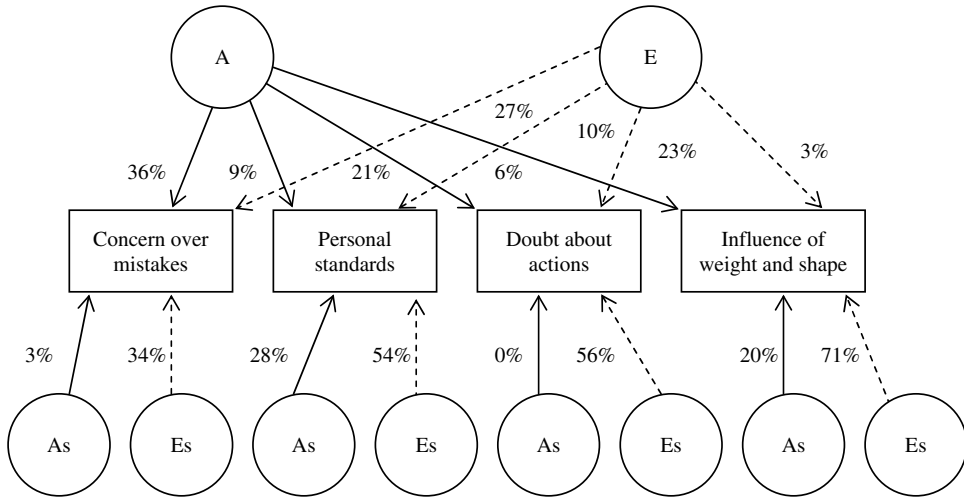 A
E
27%
10%
36%
9%
21%
6%
23%
3%
Concern over
mistakes
Personal
standards
Doubt about
actions
Influence of
weight and shape
3%
34%
28%
54%
0%
56%
20%
71%
As
Es
As
Es
As
Es
As
Es